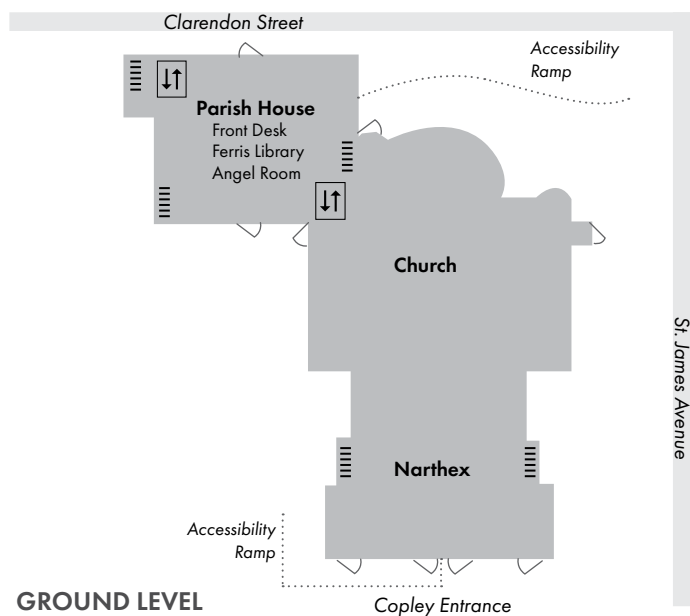 Clarendon Street
Accessibility
Ramp
Parish House
Front Desk
Ferris Library
Angel Room
Church
St. James Avenue
Narthex
Accessibility
Ramp
GROUND LEVEL
Copley Entrance